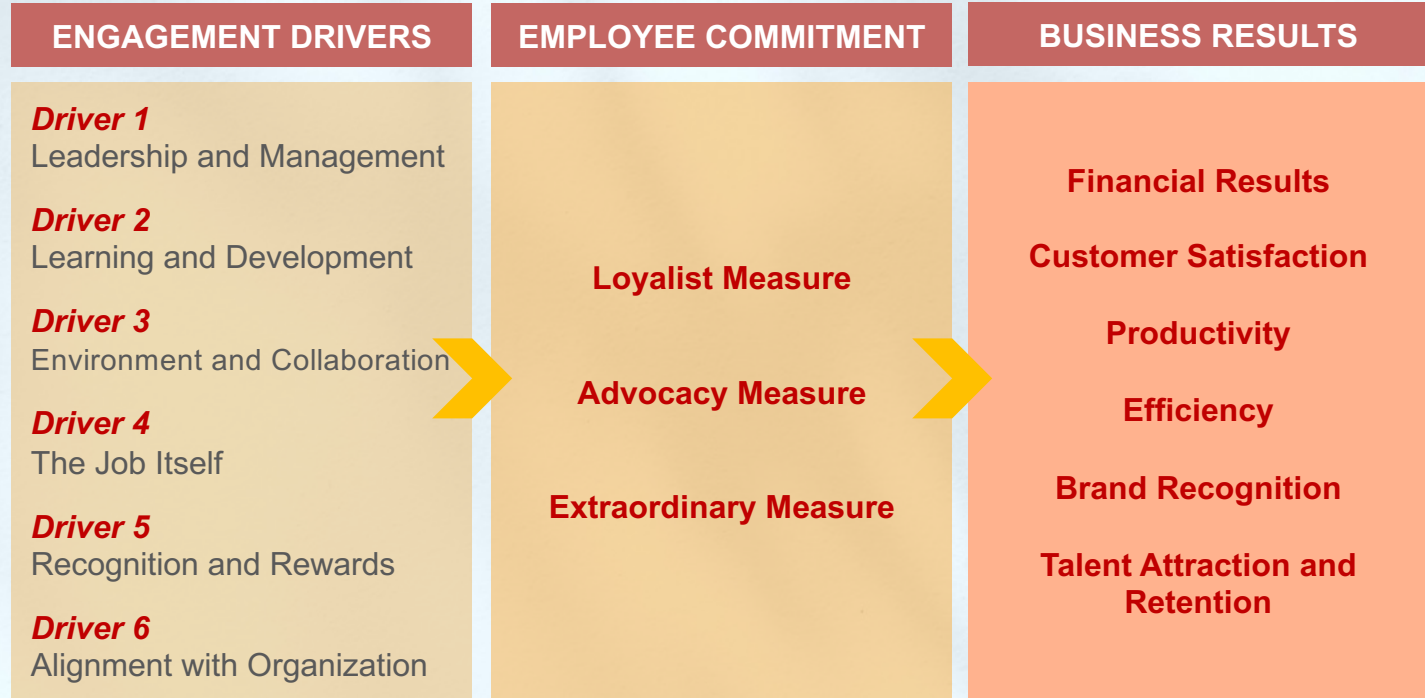 ENGAGEMENT DRIVERS
Driver 1
Leadership and Management
Driver 2
Learning and Development
Driver 3
Environment and Collaboration
Driver 4
The Job Itself
Driver 5
Recognition and Rewards
Driver 6
Alignment with Organization
EMPLOYEE COMMITMENT
Loyalist Measure
Advocacy Measure
Extraordinary Measure
BUSINESS RESULTS
Financial Results
Customer Satisfaction
Productivity
Efficiency
Brand Recognition
Talent Attraction and
Retention